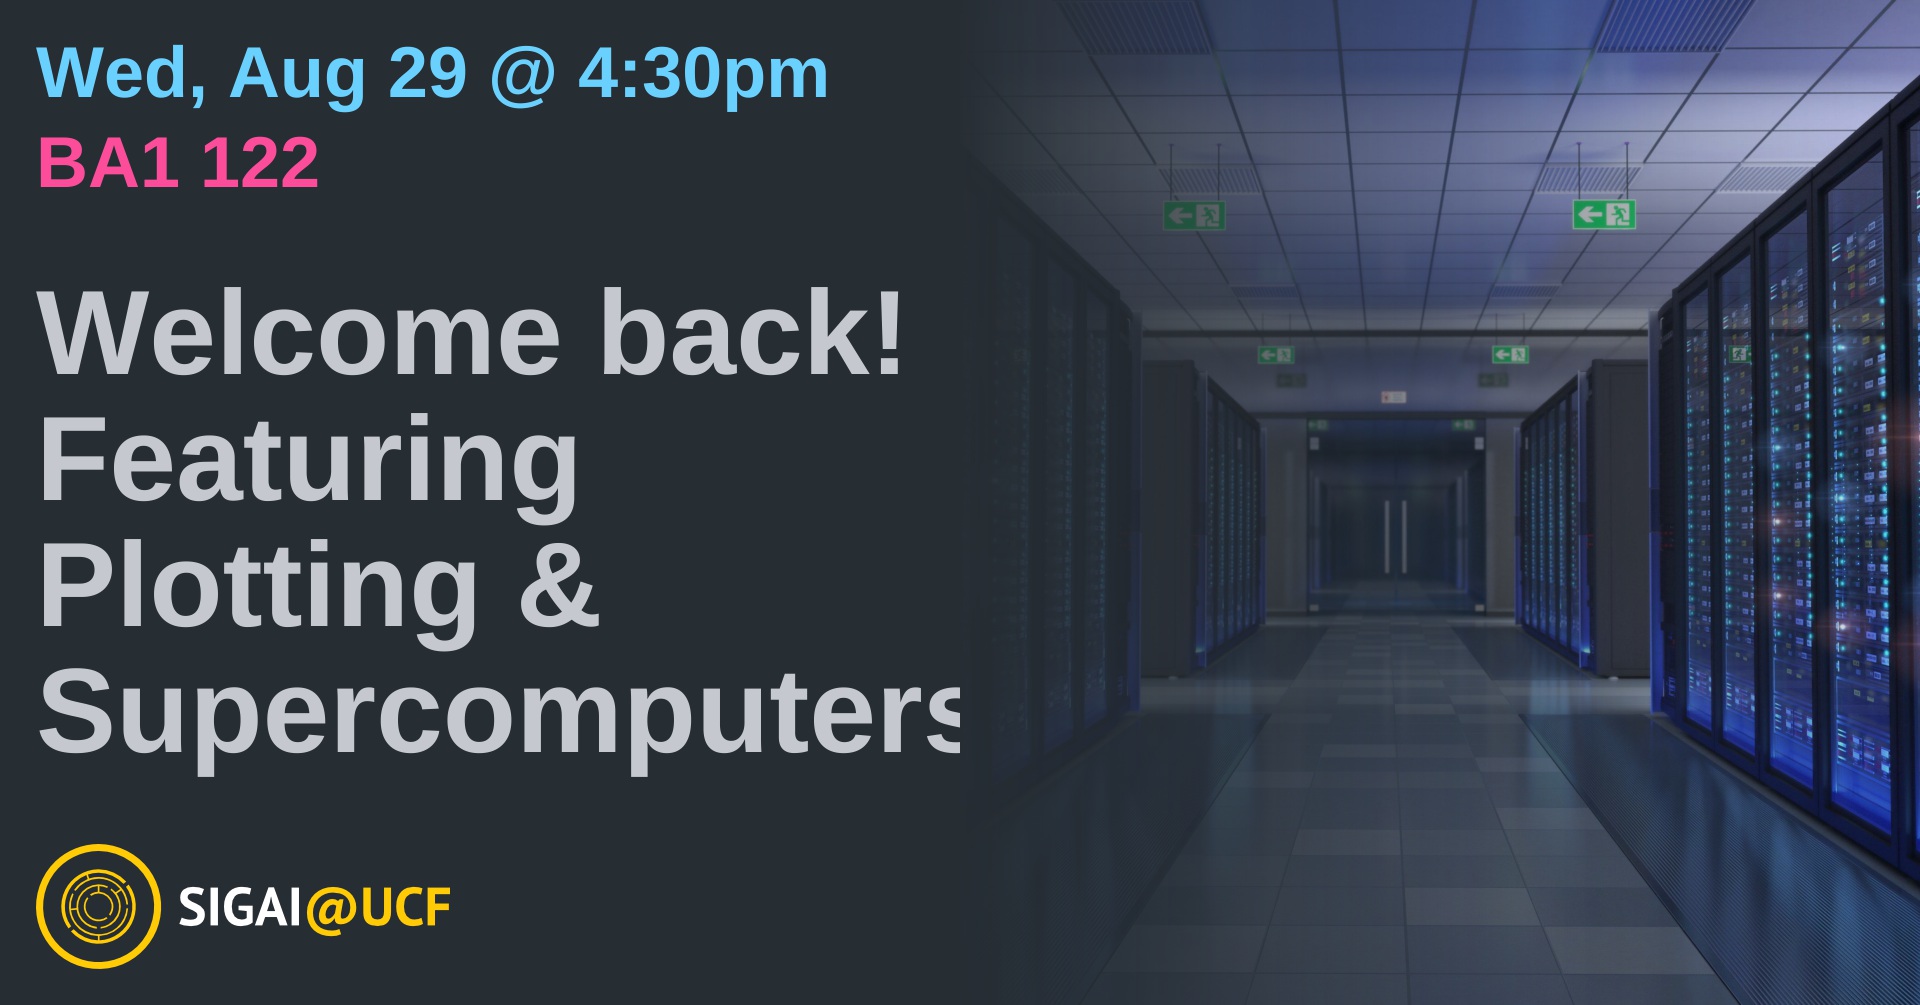 Wed, Aug 29 @ 4:30pm
BA1 122
Welcome back!
Featuring
Plotting &
Supercomputers
SIGAI@UCF